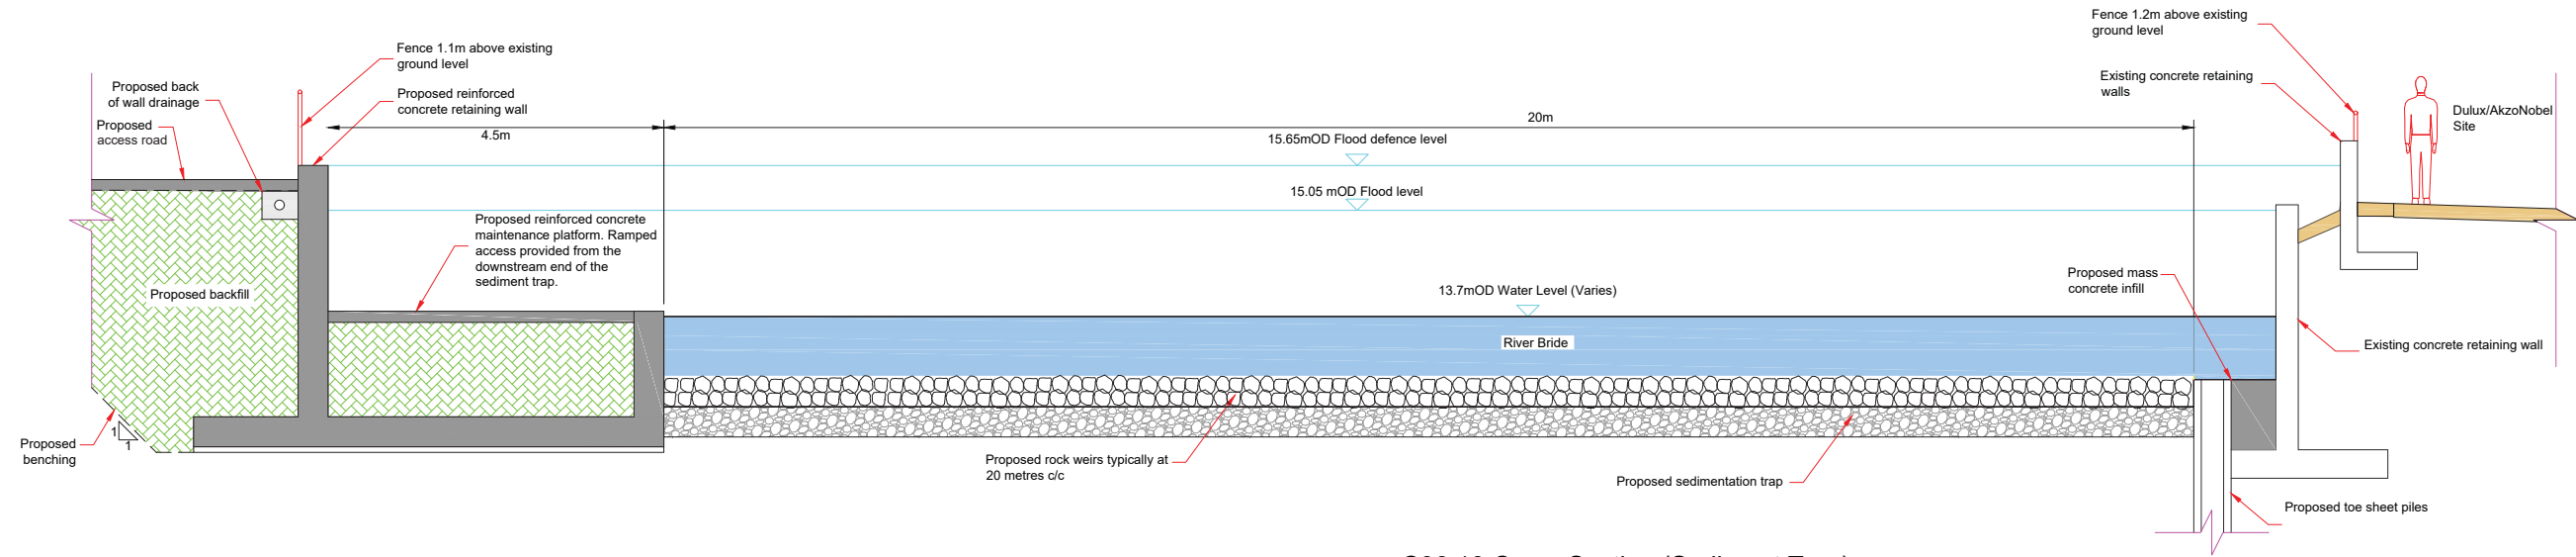 Fence 1.1m above existing
ground level
Proposed back
of wall drainage
Proposed reinforced
concrete retaining wall
Proposed
access road
4.5m
20m
15.65mOD Flood defence level
15.05 mOD Flood level
Proposed reinforced concrete
maintenance platform. Ramped
access provided from the
downstream end of the
sediment trap.
Proposed backfill
13.7mOD Water Level (Varies)
River Bride
Proposed
benching
1
1
Proposed rock weirs typically at
20 metres c/c
Proposed sedimentation trap
Fence 1.2m above existing
ground level
Existing concrete retaining
walls
Dulux/AkzoNobel
Site
Proposed mass
concrete infill
Existing concrete retaining wall
Proposed toe sheet piles